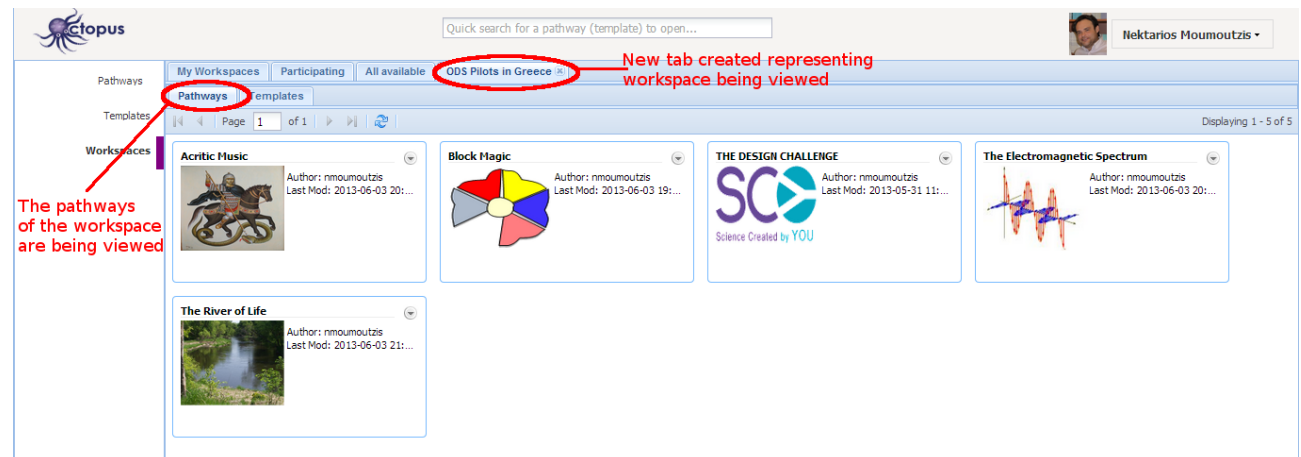 Octopus
Quick search for a pathway (template) to open...
Nektarios Moumoutzis
New tab created representing
workspace being viewed
Pathways
Templates
Workspaces
The pathways
of the workspace
are being viewed
My Workspaces Participating All available ODS Pilots in Greece
Pathways Templates
Page 1 of 1
Displaying 1 - 5 of 5
Acritic Music
Author: nmoumoutzis
Last Mod: 2013-06-03 20:...
Block Magic
Author: nmoumoutzis
Last Mod: 2013-06-03 19:...
THE DESIGN CHALLENGE
SCY
Science Created by YOU
Author: nmoumoutzis
Last Mod: 2013-05-31 11:...
The Electromagnetic Spectrum
Author: nmoumoutzis
Last Mod: 2013-06-03 20:...
The River of Life
Author: nmoumoutzis
Last Mod: 2013-06-03 21:...